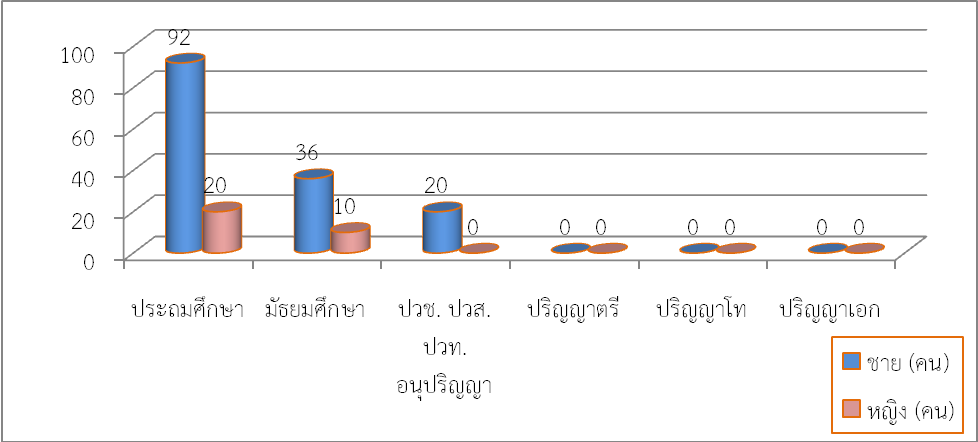 92
100
80
60
40
20
0
20
36
10
20
0
0 0
0 0
0 0
ประถมศึกษา
มัธยมศึกษา
ปวช. ปวส.
ปวท.
อนุปริญญา
ปริญญาตรี
ปริญญาโท
ปริญญาเอก
ชาย (คน)
หญิง (คน)